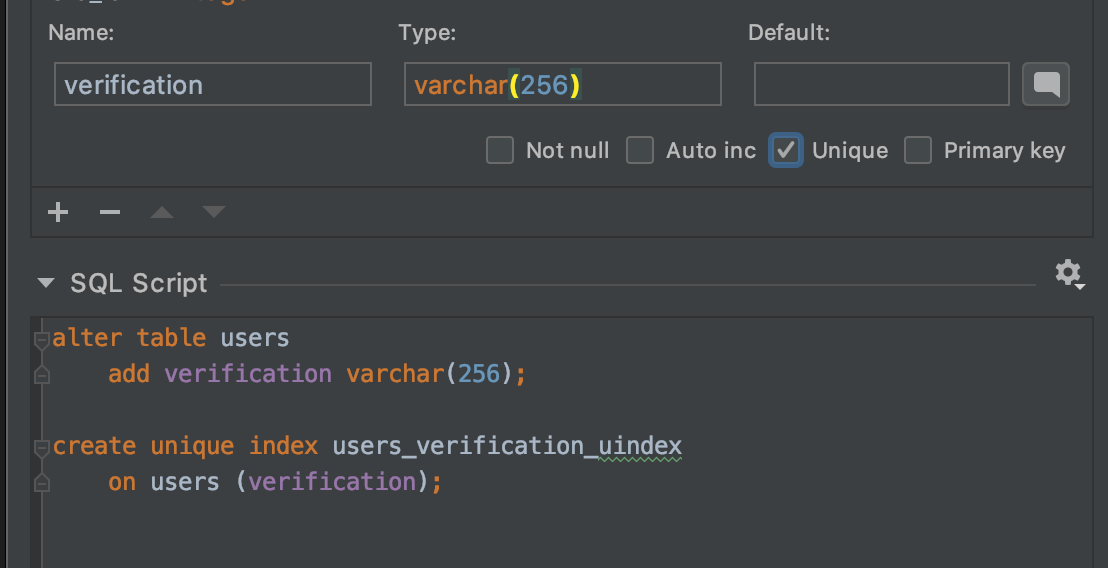 Name: Type: Default:
verification varchar(256)
Not null Auto inc Unique Primary key
SQL Script
alter table users
add verification varchar(256);
create unique index users_verification_uindex
on users (verification);